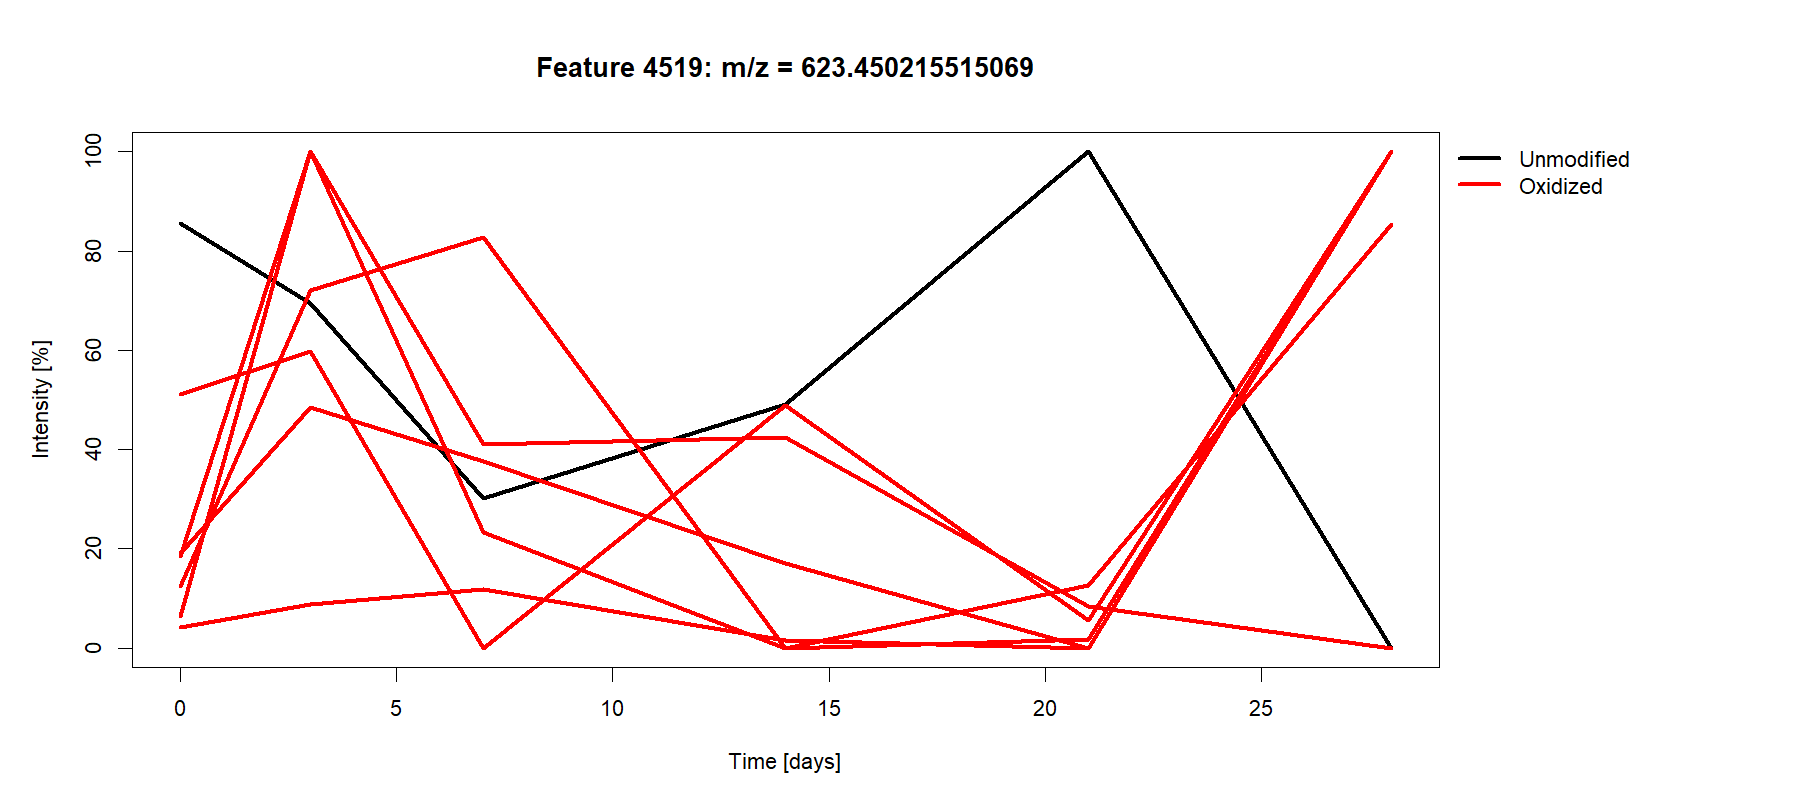 Feature 4519: m/z = 623.450215515069
Unmodified
Oxidized
Intensity [%]
100
80
60
40
20
0
0 5 10 15 20 25
Time [days]